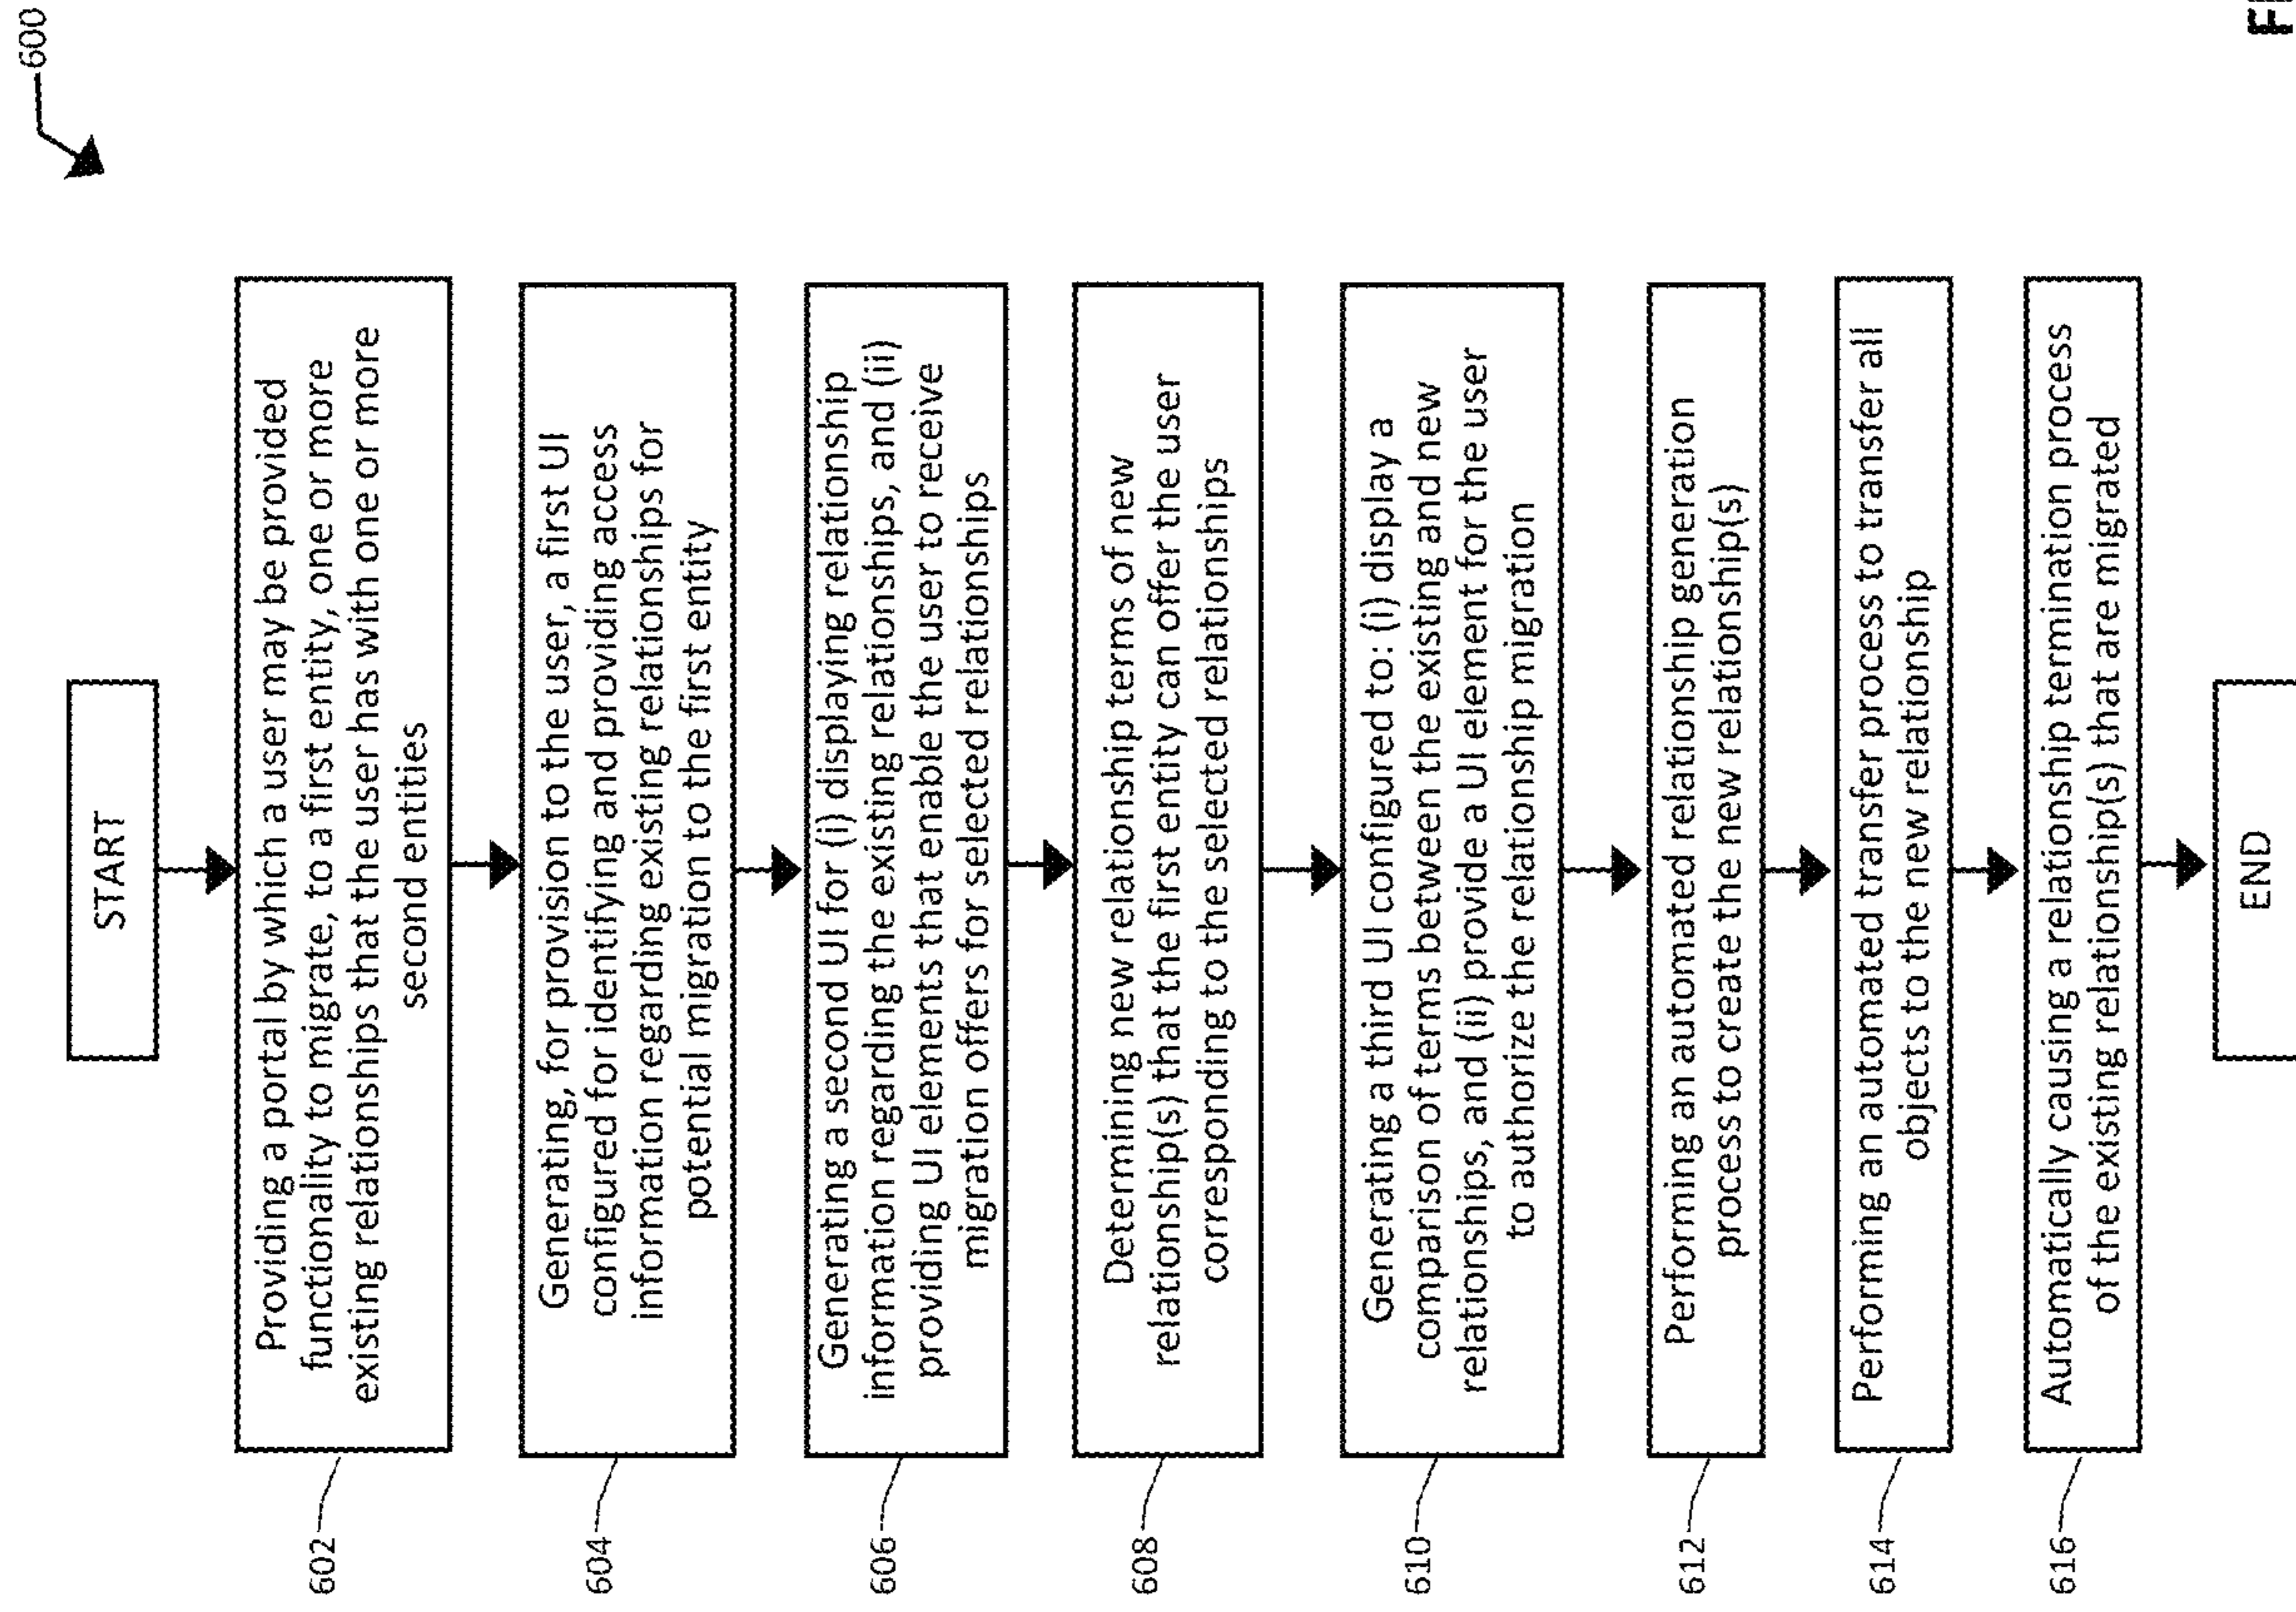 600
START
602
Providing a portal by which a user may be provided
functionality to migrate, to a first entity, one or more
existing relationships that the user has with one or more
second entities
604
Generating, for provision to the user, a first UI
configured for identifying and providing access
information regarding existing relationships for
potential migration to the first entity
606
Generating a second UI for (i) displaying relationship
information regarding the existing relationships, and (ii)
providing UI elements that enable the user to receive
migration offers for selected relationships
608
Determining new relationship terms of new
relationship(s) that the first entity can offer the user
corresponding to the selected relationships
610
Generating a third UI configured to: (i) display a
comparison of terms between the existing and new
relationships, and (ii) provide a UI element for the user
to authorize the relationship migration
612
Performing an automated relationship generation
process to create the new relationship(s)
614
Performing an automated transfer process to transfer all
objects to the new relationship
616
Automatically causing a relationship termination process
of the existing relationship(s) that are migrated
END